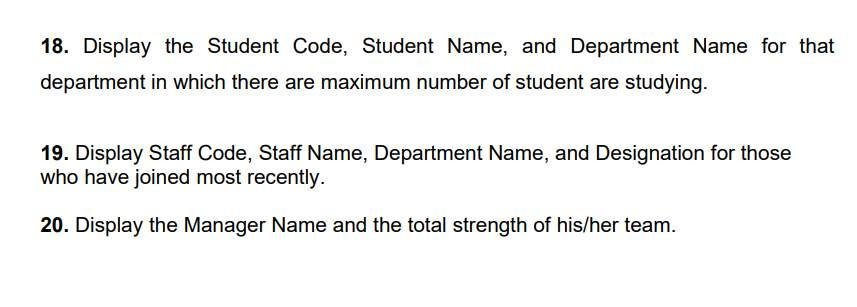 18. Display the Student Code, Student Name, and Department Name for that
department in which there are maximum number of student are studying.
19. Display Staff Code, Staff Name, Department Name, and Designation for those
who have joined most recently.
20. Display the Manager Name and the total strength of his/her team.